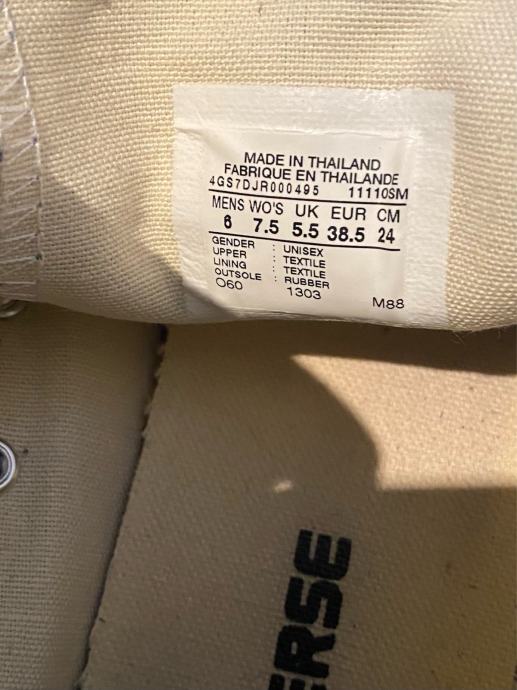 MADE IN THAILAND
FABRIQUE EN THAILANDE
4GS7DJR000495 11110SM
MENS WO'S UK EUR CM
6 7.5 5.5 38.5 24
GENDER : UNISEX
UPPER : TEXTILE
LINING : TEXTILE
OUTSOLE : RUBBER
O60 1303 M88
ERSE